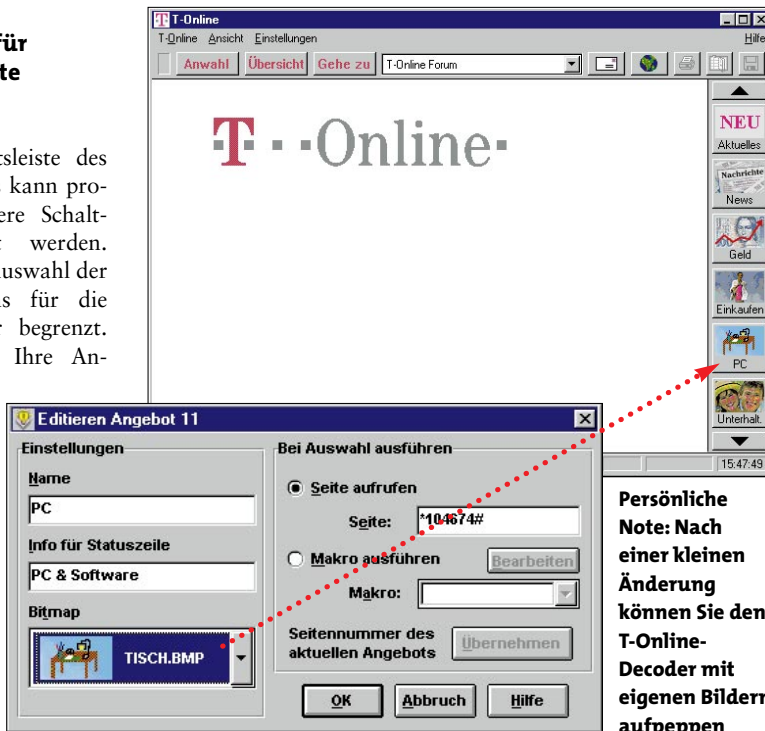 für
te
tsleiste des
kann pro-
ere Schalt-
t werden.
uswahl der
s für die
r begrenzt.
Ihre An-
T-Online
T-Online Ansicht Einstellungen Hilfe
Anwahl Übersicht Gehe zu T-Online Forum
T · · ·Online·
NEU
Aktuelles
Nachrichte
News
Geld
Einkaufen
PC
Unterhalt.
15:47:49
Editieren Angebot 11
Einstellungen
Name
PC
Info für Statuszeile
PC & Software
Bitmap
TISCH.BMP
Bei Auswahl ausführen
Seite aufrufen
Seite: *104674#
Makro ausführen Bearbeiten
Makro:
Seitennummer des
aktuellen Angebots Übernehmen
OK Abbruch Hilfe
Persönliche
Note: Nach
einer kleinen
Änderung
können Sie den
T-Online-
Decoder mit
eigenen Bildern
aufpeppen